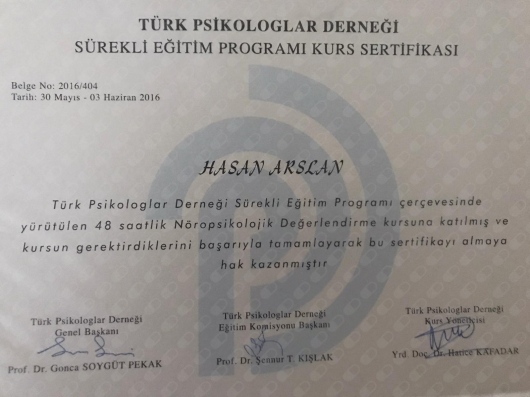 TÜRK PSİKOLOGLAR DERNEĞİ
SÜREKLİ EĞİTİM PROGRAMI KURS SERTİFİKASI
Belge No: 2016/404
Tarih: 30 Mayıs - 03 Haziran 2016
HASAN ARSLAN
Türk Psikologlar Derneği Sürekli Eğitim Programı çerçevesinde
yürütülen 48 saatlik Nöropsikolojik Değerlendirme kursuna katılmış ve
kursun gerektirdiklerini başarıyla tamamlayarak bu sertifikayı almaya
hak kazanmıştır.
Türk Psikologlar Derneği
Genel Başkanı
Prof. Dr. Gonca SOYGÜT PEKAK
Türk Psikologlar Derneği
Eğitim Komisyonu Başkanı
Prof. Dr. Şennur T. KIŞLAK
Türk Psikologlar Derneği
Kurs Yöneticisi
Yrd. Doç. Dr. Hatice KAFADAR